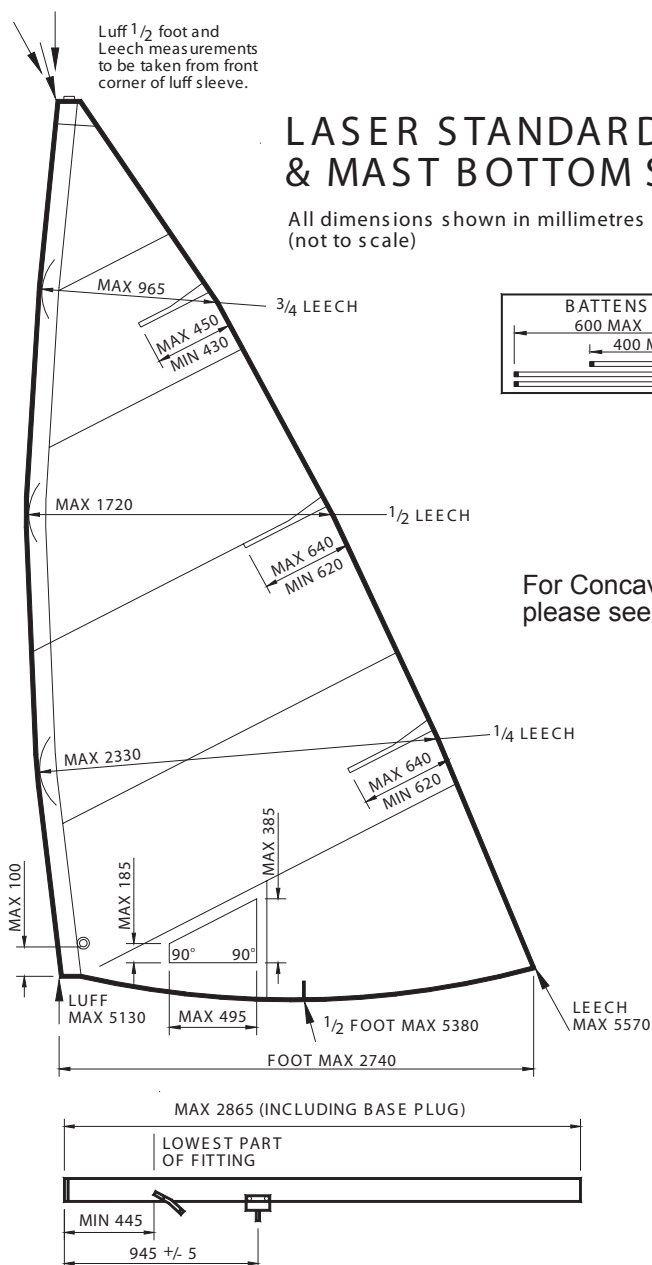 Luff 1/2 foot and
Leech measurements
to be taken from front
corner of luff sleeve.
LASER STANDARD
& MAST BOTTOM S
All dimensions shown in millimetres
(not to scale)
MAX 965
3/4 LEECH
BATTENS
600 MAX
400 M
MAX 450
MIN 430
MAX 1720
1/2 LEECH
MAX 640
MIN 620
For Concav
please see
MAX 2330
1/4 LEECH
MAX 640
MIN 620
MAX 100
MAX 185
MAX 385
90°
90°
LUFF
MAX 5130
MAX 495
1/2 FOOT MAX 5380
LEECH
MAX 5570
FOOT MAX 2740
MAX 2865 (INCLUDING BASE PLUG)
LOWEST PART
OF FITTING
MIN 445
945 +/- 5